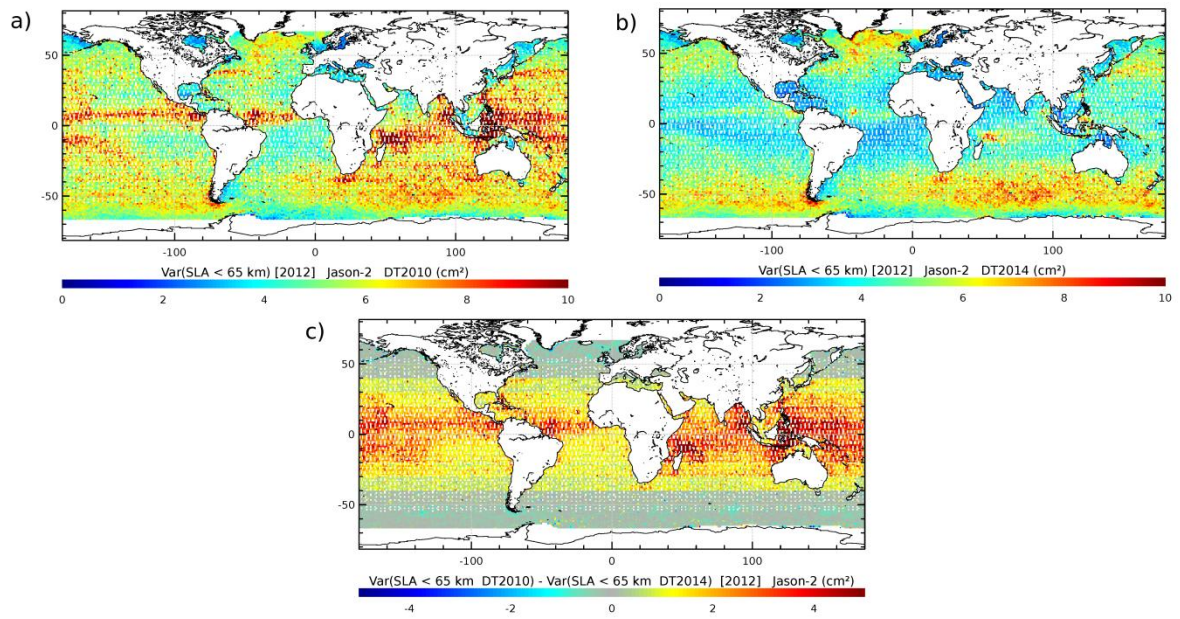 a)
50
0
-50
-100 0 100
Var(SLA < 65 km) [2012] Jason-2 DT2010 (cm²)
0 2 4 6 8 10
b)
50
0
-50
-100 0 100
Var(SLA < 65 km) [2012] Jason-2 DT2014 (cm²)
0 2 4 6 8 10
c)
50
0
-50
-100 0 100
Var(SLA < 65 km DT2010) - Var(SLA < 65 km DT2014) [2012] Jason-2 (cm²)
-4 -2 0 2 4